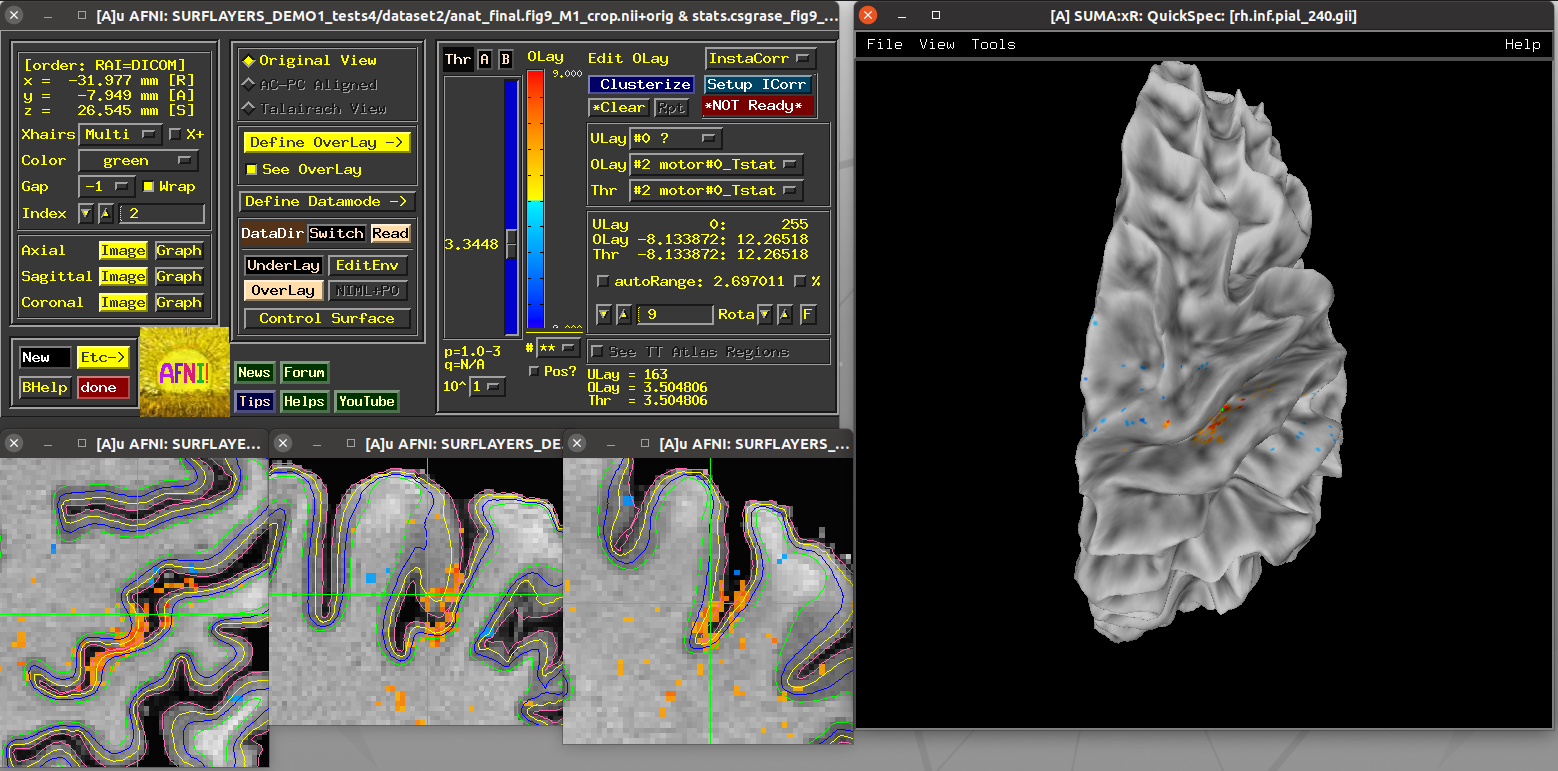 [A]u AFNI: SURFLAYERS_DEMO1_tests4/dataset2/anat_final.fig9_M1_crop.nii+orig & stats.csgrase_fig9_...
[order: RAI=DICOM]
x = -31.977 mm [R]
y = -7.949 mm [A]
z = 26.545 mm [S]
Xhairs Multi X+
Color green
Gap -1 Wrap
Index 2
Axial Image Graph
Sagittal Image Graph
Coronal Image Graph
New Etc->
BHelp done
AFNI!
Original View
AC-PC Aligned
Talairach View
Define OverLay ->
See OverLay
Define Datamode ->
DataDir Switch Read
UnderLay EditEnv
OverLay NIML+PO
Control Surface
News Forum
Tips Helps YouTube
Thr A B OLay
9.000
3.3448
p=1.0-3
q=N/A
10^ 1
# **
Pos?
Edit OLay InstaCorr
Clusterize Setup ICorr
*Clear Rpt *NOT Ready*
ULay #0 ?
OLay #2 motor#0_Tstat
Thr #2 motor#0_Tstat
ULay 0: 255
OLay -8.133872: 12.26518
Thr -8.133872: 12.26518
autoRange: 2.697011 %
9 Rota F
See TT Atlas Regions
ULay = 163
OLay = 3.504806
Thr = 3.504806
[A]u AFNI: SURFLAYE...
[A]u AFNI: SURFLAYERS_DE
[A]u AFNI: SURFLAYERS_...
[A] SUMA:xR: QuickSpec: [rh.inf.pial_240.gii]
File View Tools Help